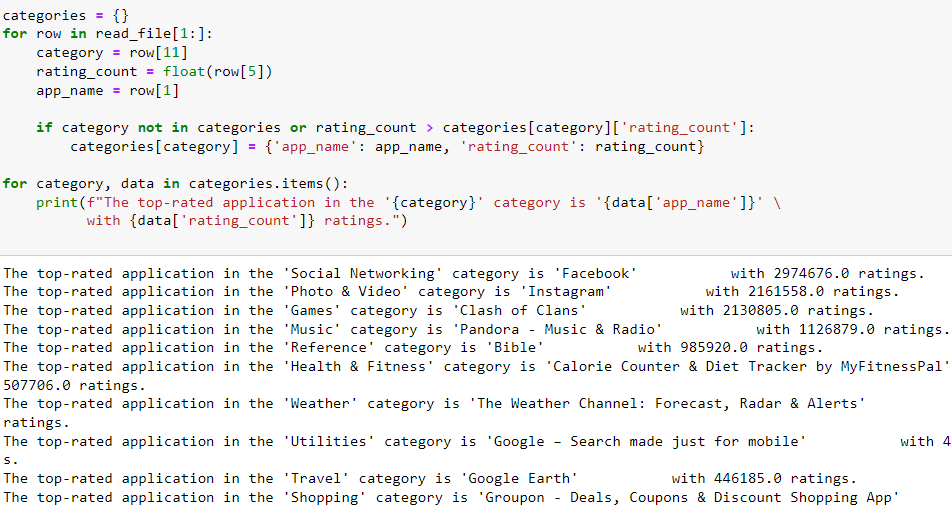 categories = {}
for row in read_file[1:]:
    category = row[11]
    rating_count = float(row[5])
    app_name = row[1]
    if category not in categories or rating_count > categories[category]['rating_count']:
        categories[category] = {'app_name': app_name, 'rating_count': rating_count}
for category, data in categories.items():
    print(f"The top-rated application in the '{category}' category is '{data['app_name']}' \
          with {data['rating_count']} ratings.")
The top-rated application in the 'Social Networking' category is 'Facebook'           with 2974676.0 ratings.
The top-rated application in the 'Photo & Video' category is 'Instagram'           with 2161558.0 ratings.
The top-rated application in the 'Games' category is 'Clash of Clans'           with 2130805.0 ratings.
The top-rated application in the 'Music' category is 'Pandora - Music & Radio'           with 1126879.0 ratings.
The top-rated application in the 'Reference' category is 'Bible'           with 985920.0 ratings.
The top-rated application in the 'Health & Fitness' category is 'Calorie Counter & Diet Tracker by MyFitnessPal'
507706.0 ratings.
The top-rated application in the 'Weather' category is 'The Weather Channel: Forecast, Radar & Alerts'
ratings.
The top-rated application in the 'Utilities' category is 'Google – Search made just for mobile'           with 4
s.
The top-rated application in the 'Travel' category is 'Google Earth'           with 446185.0 ratings.
The top-rated application in the 'Shopping' category is 'Groupon - Deals, Coupons & Discount Shopping App'